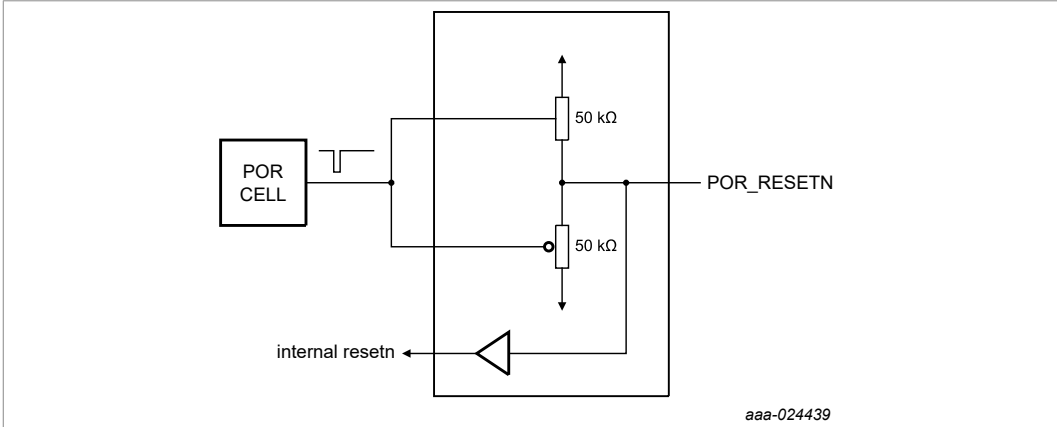 50 kΩ
POR
CELL
POR_RESETN
50 kΩ
internal resetn
aaa-024439